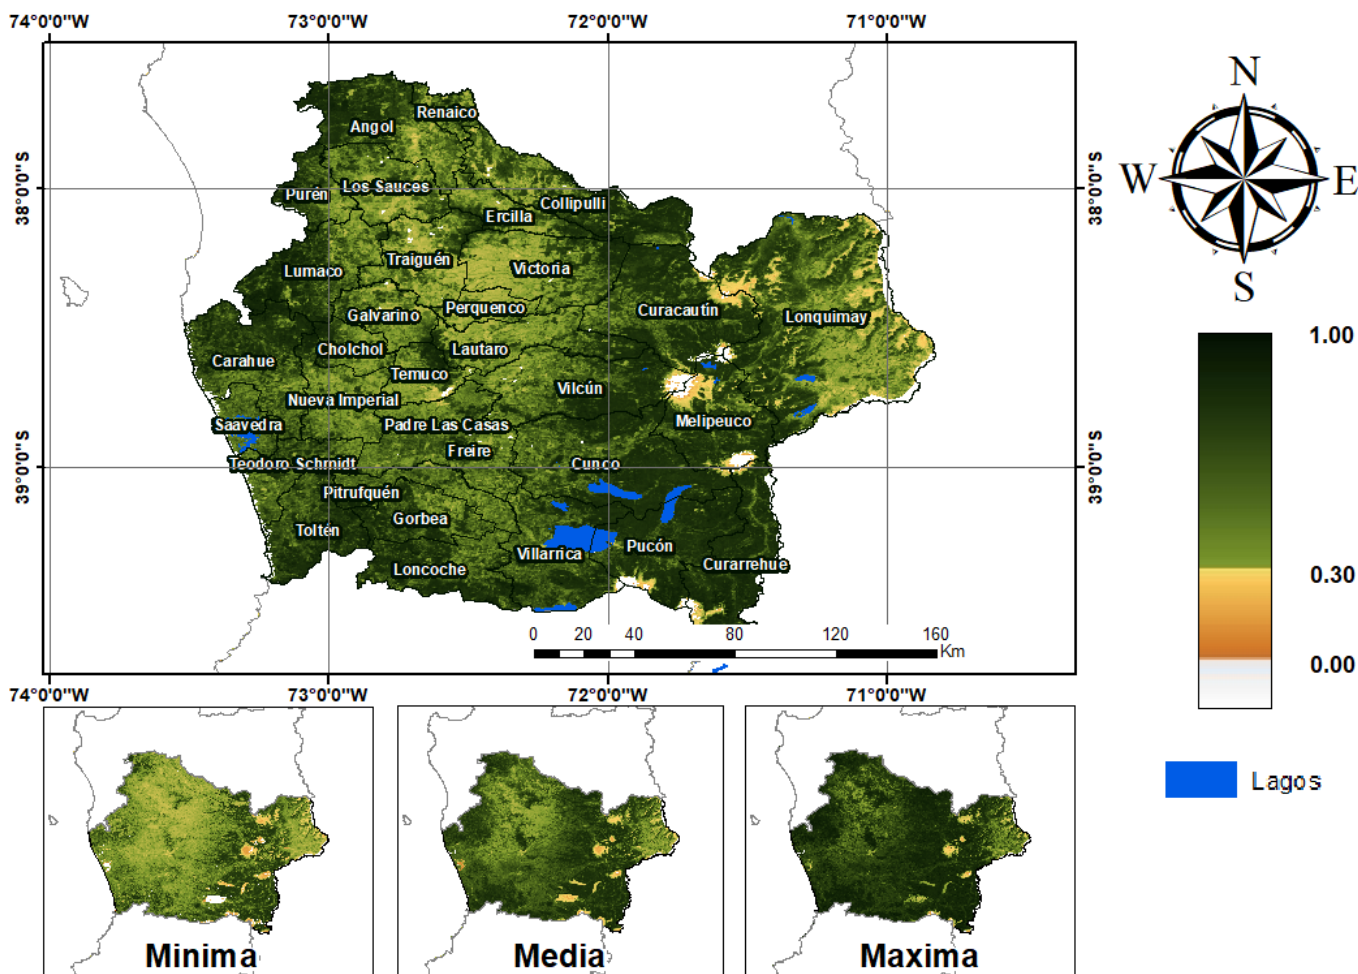 74°0'0"W 73°0'0"W 72°0'0"W 71°0'0"W
N
W E
S
38°0'0"S 38°0'0"S
39°0'0"S 39°0'0"S
Renaico
Angol
Los Sauces
Purén
Collipulli
Ercilla
Traiguén
Victoria
Lumaco
Perquenco
Galvarino
Curacautín
Lonquimay
Cholchol
Lautaro
Carahue
Temuco
Vilcún
Nueva Imperial
Saavedra
Padre Las Casas
Melipeuco
Freire
Teodoro Schmidt
Cunco
Pitrufquén
Gorbea
Toltén
Villarrica
Pucón
Loncoche
Curarrehue
0 20 40 80 120 160
Km
74°0'0"W 73°0'0"W 72°0'0"W 71°0'0"W
1.00
0.30
0.00
Lagos
Minima
Media
Maxima